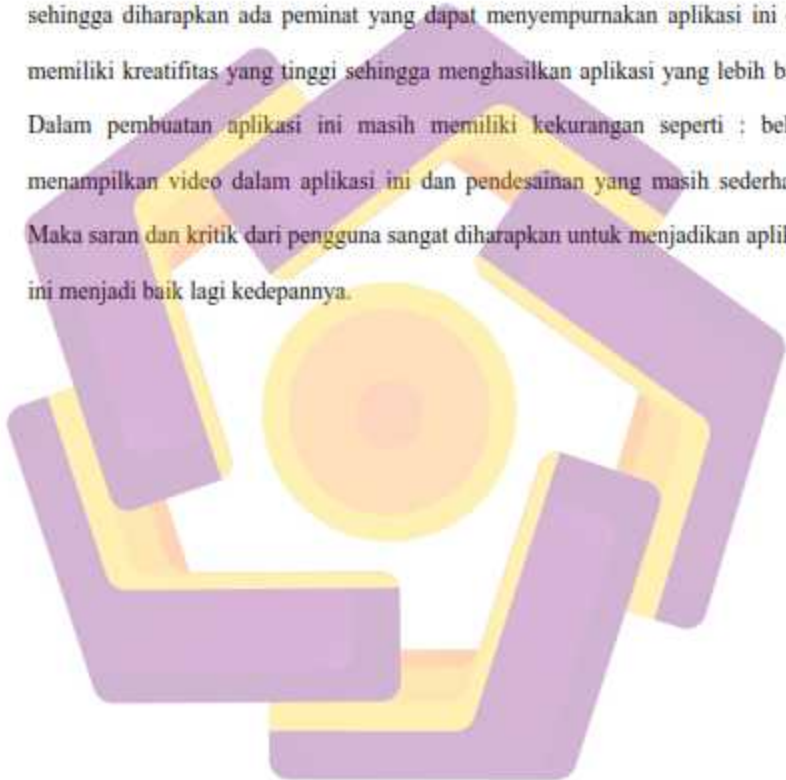 sehingga diharapkan ada peminat yang dapat menyempurnakan aplikasi ini
memiliki kreatifitas yang tinggi sehingga menghasilkan aplikasi yang lebih
Dalam pembuatan aplikasi ini masih memiliki kekurangan seperti :
menampilkan video dalam aplikasi ini dan pendesainan yang masih
Maka saran dan kritik dari pengguna sangat diharapkan untuk menjadikan
ini menjadi baik lagi kedepannya.